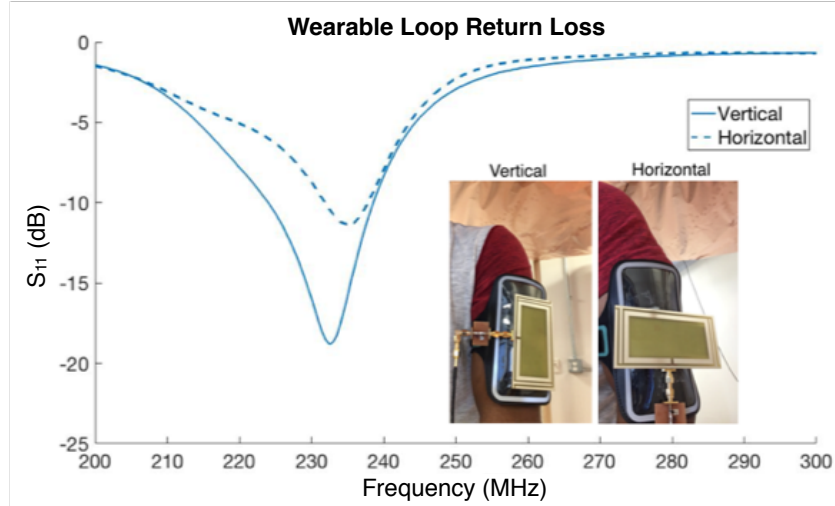 Wearable Loop Return Loss
0
-5
-10
-15
-20
-25
S11 (dB)
Vertical
Horizontal
Vertical
Horizontal
200
210
220
230
240
250
260
270
280
290
300
Frequency (MHz)